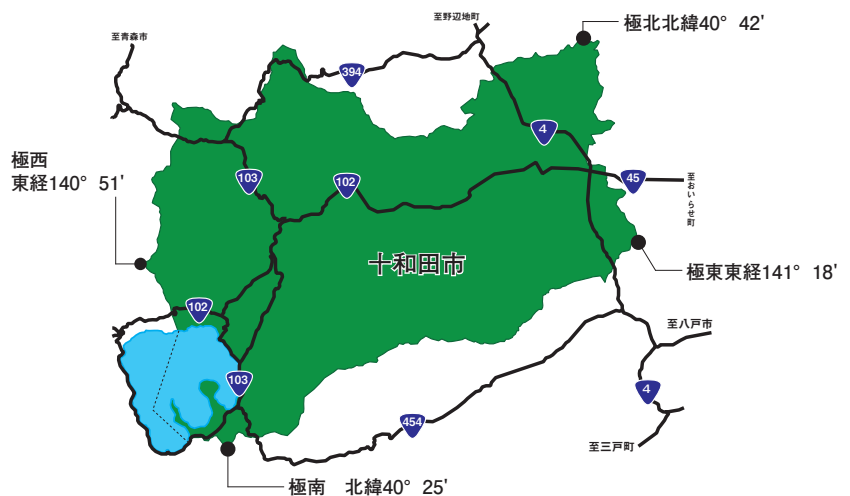 至野辺地町
極北北緯40° 42'
至青森市
394
4
極西
東経140° 51'
103
102
45
至おいらせ町
十和田市
極東東経141° 18'
102
至八戸市
103
4
454
至三戸町
極南　北緯40° 25'